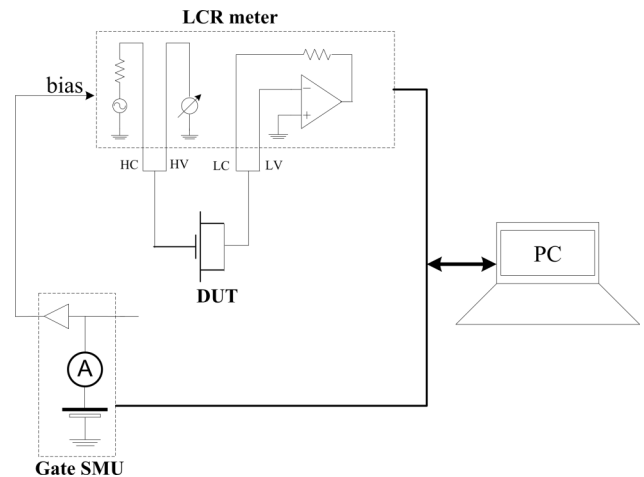 LCR meter
bias
HC HV LC LV
DUT
PC
A
Gate SMU